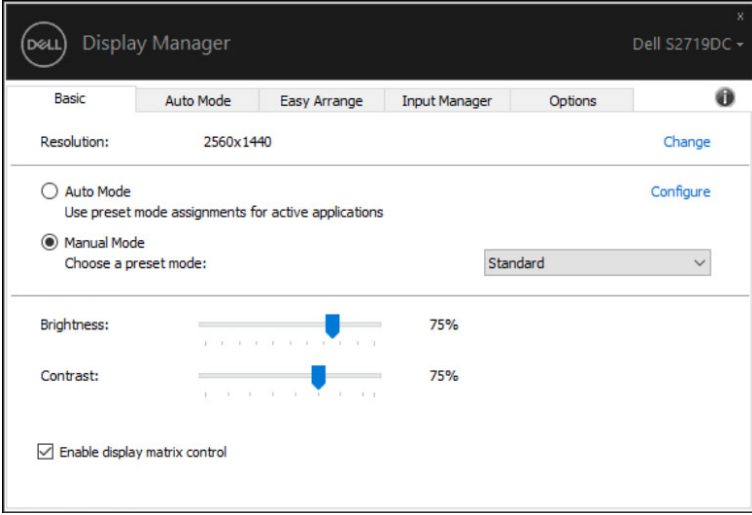 x
DELL Display Manager Dell S2719DC
Basic Auto Mode Easy Arrange Input Manager Options i
Resolution: 2560x1440 Change
Auto Mode Configure
Use preset mode assignments for active applications
Manual Mode
Choose a preset mode: Standard
Brightness: 75%
Contrast: 75%
Enable display matrix control